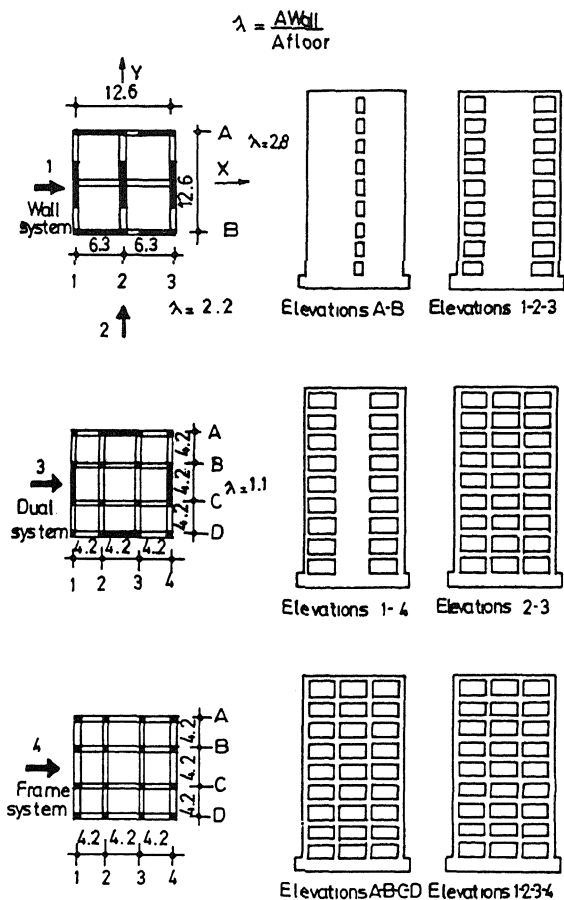 λ = AWall
Afloor
Y
12.6
A
λ=2.8
1
X
Wall
system
12.6
B
6.3 6.3
1 2 3
λ = 2.2
2
Elevations A-B
Elevations 1-2-3
A
4.2
B
3
4.2
λ=1.1
Dual
system
C
4.2
D
4.2 4.2 4.2
1 2 3 4
Elevations 1-4
Elevations 2-3
A
4.2
B
4
4.2
Frame
system
C
4.2
D
4.2 4.2 4.2
1 2 3 4
Elevations A-B-C-D
Elevations 1-2-3-4